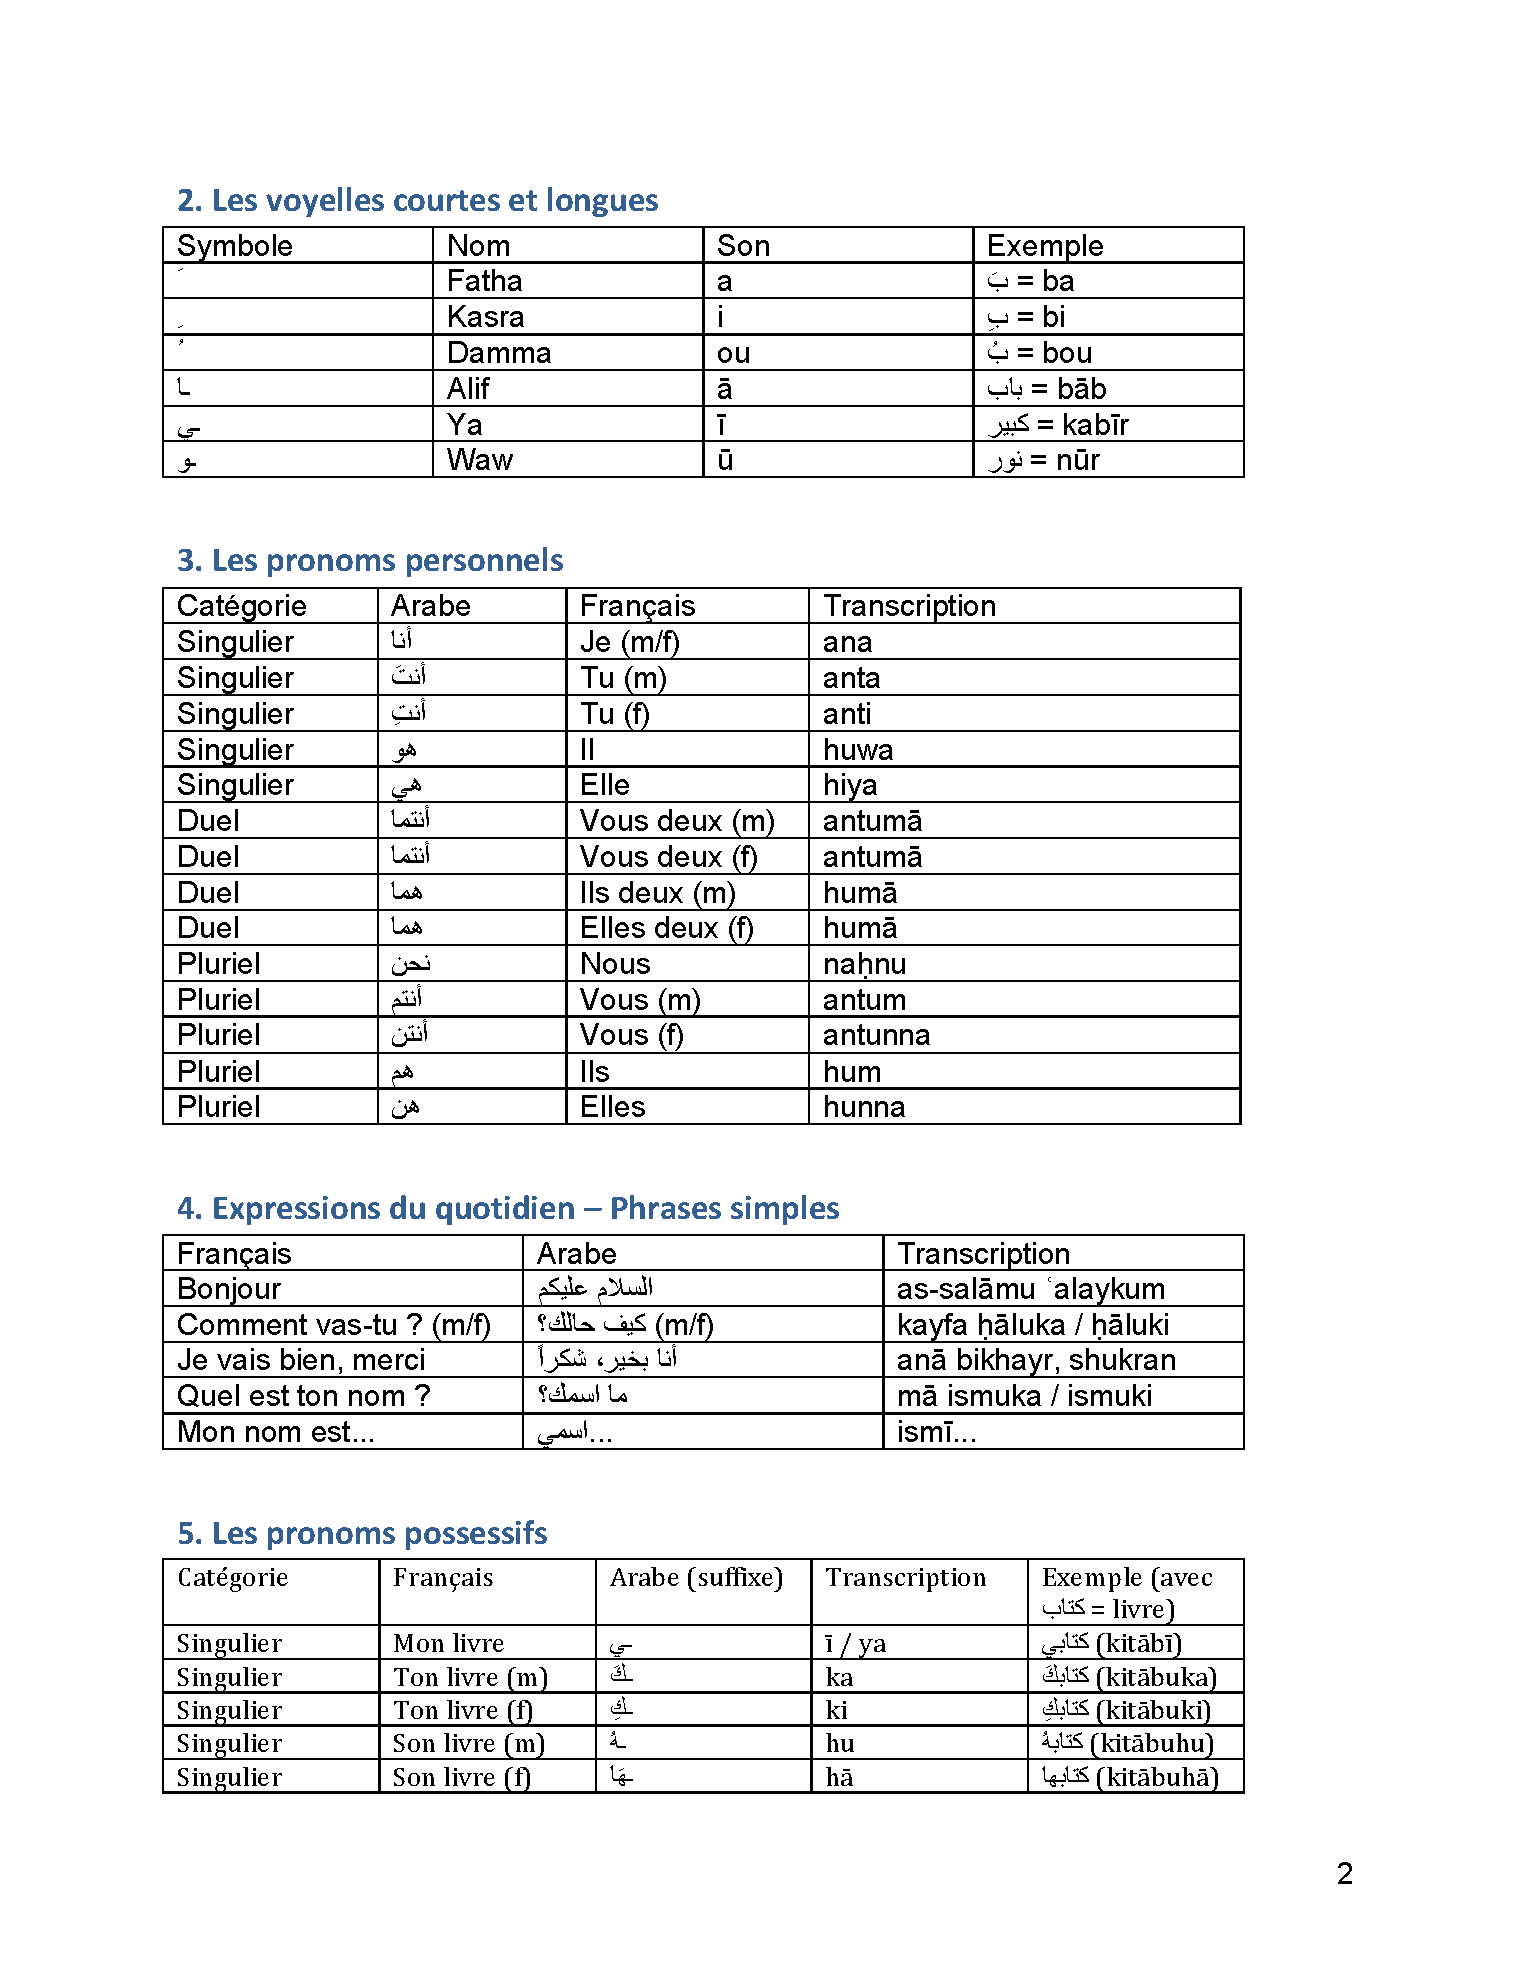 2. Les voyelles courtes et longues
Symbole Nom Son Exemple
َ Fatha a بَ = ba
ِ Kasra i بِ = bi
ُ Damma ou بُ = bou
ـا Alif ā باب = bāb
ـي Ya ī كبير = kabīr
ـو Waw ū نور = nūr
3. Les pronoms personnels
Catégorie Arabe Français Transcription
Singulier أنا Je (m/f) ana
Singulier أنتَ Tu (m) anta
Singulier أنتِ Tu (f) anti
Singulier هو Il huwa
Singulier هي Elle hiya
Duel أنتما Vous deux (m) antumā
Duel أنتما Vous deux (f) antumā
Duel هما Ils deux (m) humā
Duel هما Elles deux (f) humā
Pluriel نحن Nous naḥnu
Pluriel أنتم Vous (m) antum
Pluriel أنتن Vous (f) antunna
Pluriel هم Ils hum
Pluriel هن Elles hunna
4. Expressions du quotidien – Phrases simples
Français Arabe Transcription
Bonjour السلام عليكم as-salāmu ʿalaykum
Comment vas-tu ? (m/f) كيف حالك؟ (m/f) kayfa ḥāluka / ḥāluki
Je vais bien, merci أنا بخير، شكراً anā bikhayr, shukran
Quel est ton nom ? ما اسمك؟ mā ismuka / ismuki
Mon nom est... اسمي... ismī...
5. Les pronoms possessifs
Catégorie Français Arabe (suffixe) Transcription Exemple (avec
كتاب = livre)
Singulier Mon livre ـي ī / ya كتابي (kitābī)
Singulier Ton livre (m) ـكَ ka كتابكَ (kitābuka)
Singulier Ton livre (f) ـكِ ki كتابكِ (kitābuki)
Singulier Son livre (m) ـهُ hu كتابهُ (kitābuhu)
Singulier Son livre (f) ـهَا hā كتابها (kitābuhā)
2